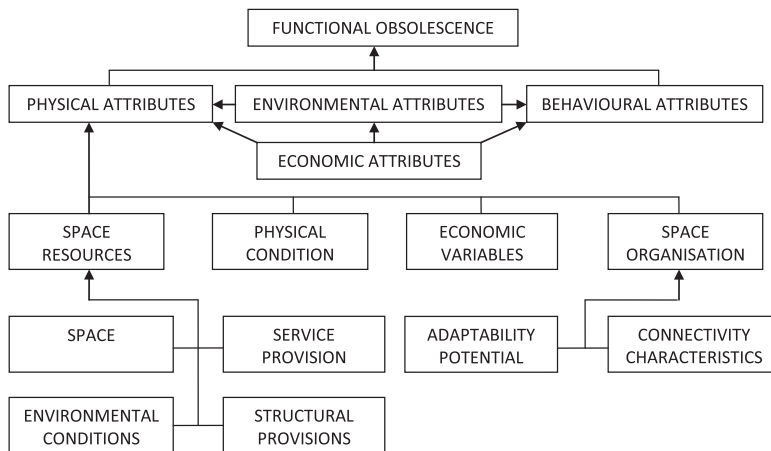 FUNCTIONAL OBSOLESCENCE
PHYSICAL ATTRIBUTES
ENVIRONMENTAL ATTRIBUTES
BEHAVIOURAL ATTRIBUTES
ECONOMIC ATTRIBUTES
SPACE
RESOURCES
PHYSICAL
CONDITION
ECONOMIC
VARIABLES
SPACE
ORGANISATION
SPACE
SERVICE
PROVISION
ADAPTABILITY
POTENTIAL
CONNECTIVITY
CHARACTERISTICS
ENVIRONMENTAL
CONDITIONS
STRUCTURAL
PROVISIONS